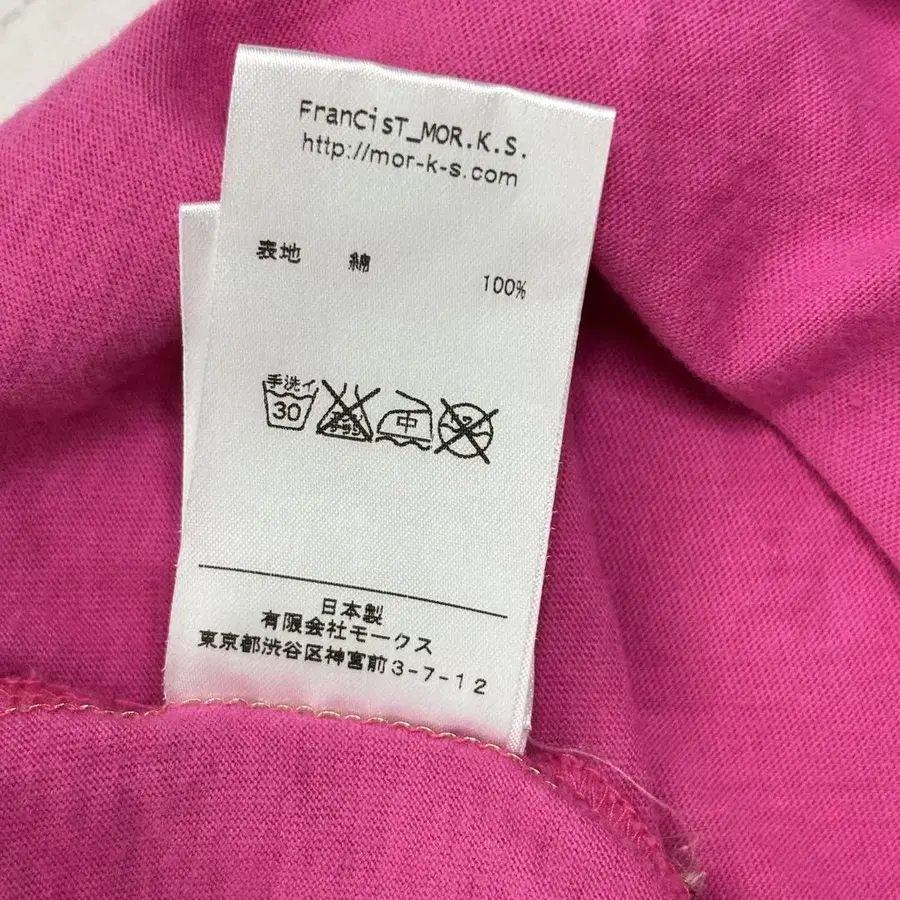 FranCisT_MOR.K.S.
http://mor-k-s.com
表地 綿 100%
手洗イ 30 中
日本製
有限会社モークス
東京都渋谷区神宮前3-7-12